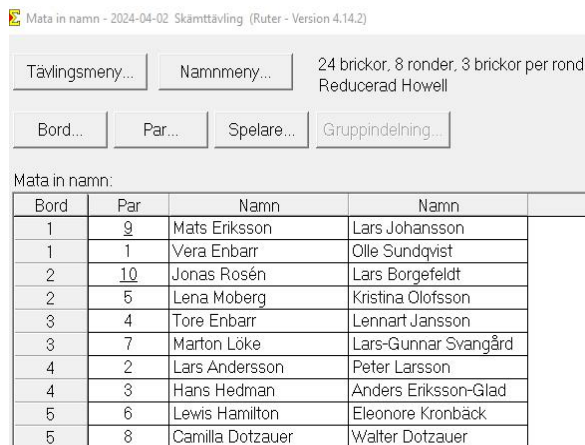 Mata in namn - 2024-04-02 Skämttävling (Ruter - Version 4.14.2)
Tävlingsmeny... Namnmeny... 24 brickor, 8 ronder, 3 brickor per rond
Reducerad Howell
Bord... Par... Spelare... Gruppindelning...
Mata in namn:
Bord Par Namn Namn
1 9 Mats Eriksson Lars Johansson
1 1 Vera Enbarr Olle Sundqvist
2 10 Jonas Rosén Lars Borgefeldt
2 5 Lena Moberg Kristina Olofsson
3 4 Tore Enbarr Lennart Jansson
3 7 Marton Löke Lars-Gunnar Svangård
4 2 Lars Andersson Peter Larsson
4 3 Hans Hedman Anders Eriksson-Glad
5 6 Lewis Hamilton Eleonore Kronbäck
5 8 Camilla Dotzauer Walter Dotzauer